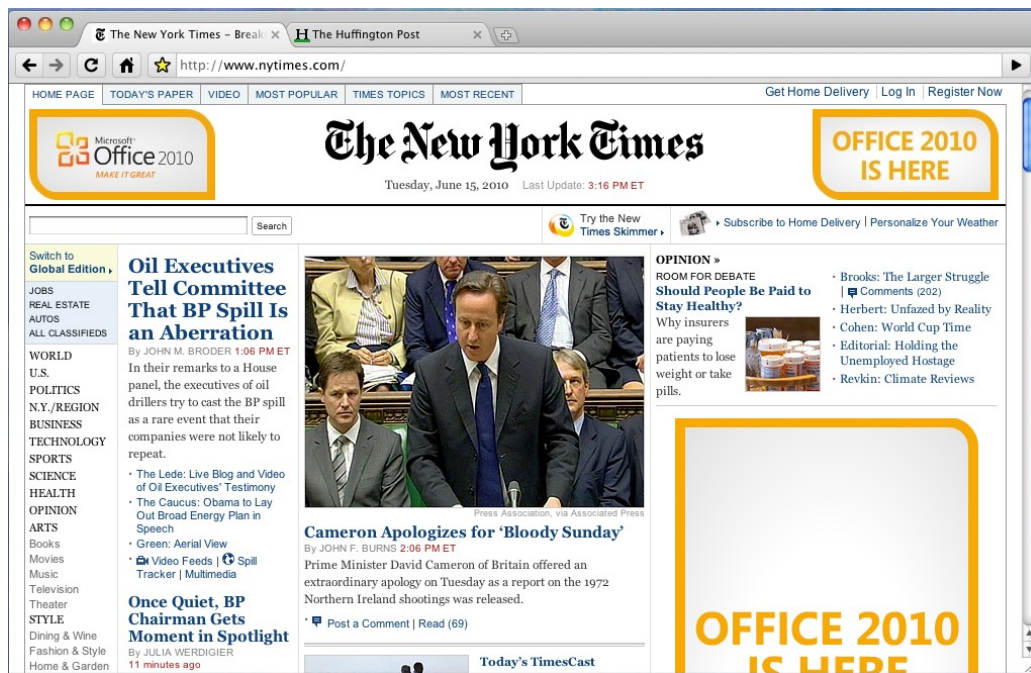 The New York Times – Break
The Huffington Post
http://www.nytimes.com/
HOME PAGE TODAY'S PAPER VIDEO MOST POPULAR TIMES TOPICS MOST RECENT
Get Home Delivery Log In Register Now
Microsoft®
Office 2010
MAKE IT GREAT
The New York Times
Tuesday, June 15, 2010 Last Update: 3:16 PM ET
OFFICE 2010
IS HERE
Search
Try the New
Times Skimmer
Subscribe to Home Delivery | Personalize Your Weather
Switch to
Global Edition
JOBS
REAL ESTATE
AUTOS
ALL CLASSIFIEDS
WORLD
U.S.
POLITICS
N.Y./REGION
BUSINESS
TECHNOLOGY
SPORTS
SCIENCE
HEALTH
OPINION
ARTS
Books
Movies
Music
Television
Theater
STYLE
Dining & Wine
Fashion & Style
Home & Garden
Oil Executives
Tell Committee
That BP Spill Is
an Aberration
By JOHN M. BRODER 1:06 PM ET
In their remarks to a House
panel, the executives of oil
drillers try to cast the BP spill
as a rare event that their
companies were not likely to
repeat.
· The Lede: Live Blog and Video
of Oil Executives' Testimony
· The Caucus: Obama to Lay
Out Broad Energy Plan in
Speech
· Green: Aerial View
· Video Feeds | Spill
Tracker | Multimedia
Once Quiet, BP
Chairman Gets
Moment in Spotlight
By JULIA WERDIGIER
11 minutes ago
Press Association, via Associated Press
Cameron Apologizes for ‘Bloody Sunday’
By JOHN F. BURNS 2:06 PM ET
Prime Minister David Cameron of Britain offered an
extraordinary apology on Tuesday as a report on the 1972
Northern Ireland shootings was released.
· Post a Comment | Read (69)
Today's TimesCast
OPINION »
ROOM FOR DEBATE
Should People Be Paid to
Stay Healthy?
Why insurers
are paying
patients to lose
weight or take
pills.
· Brooks: The Larger Struggle
| Comments (202)
· Herbert: Unfazed by Reality
· Cohen: World Cup Time
· Editorial: Holding the
Unemployed Hostage
· Revkin: Climate Reviews
OFFICE 2010
IS HERE